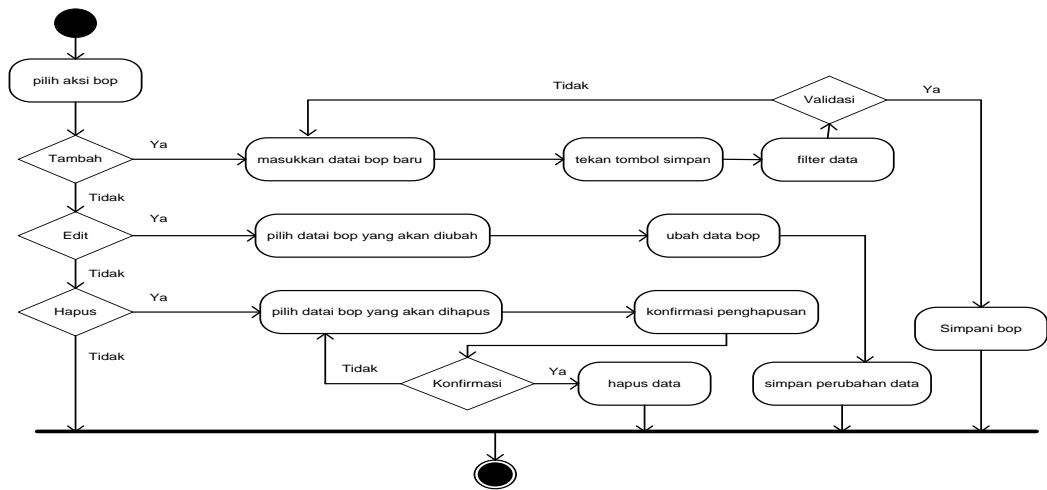 pilih aksi bop
Tidak
Validasi
Ya
Tambah
Ya
masukkan datai bop baru
tekan tombol simpan
filter data
Tidak
Edit
Ya
pilih datai bop yang akan diubah
ubah data bop
Tidak
Hapus
Ya
pilih datai bop yang akan dihapus
konfirmasi penghapusan
Simpani bop
Tidak
Tidak
Konfirmasi
Ya
hapus data
simpan perubahan data